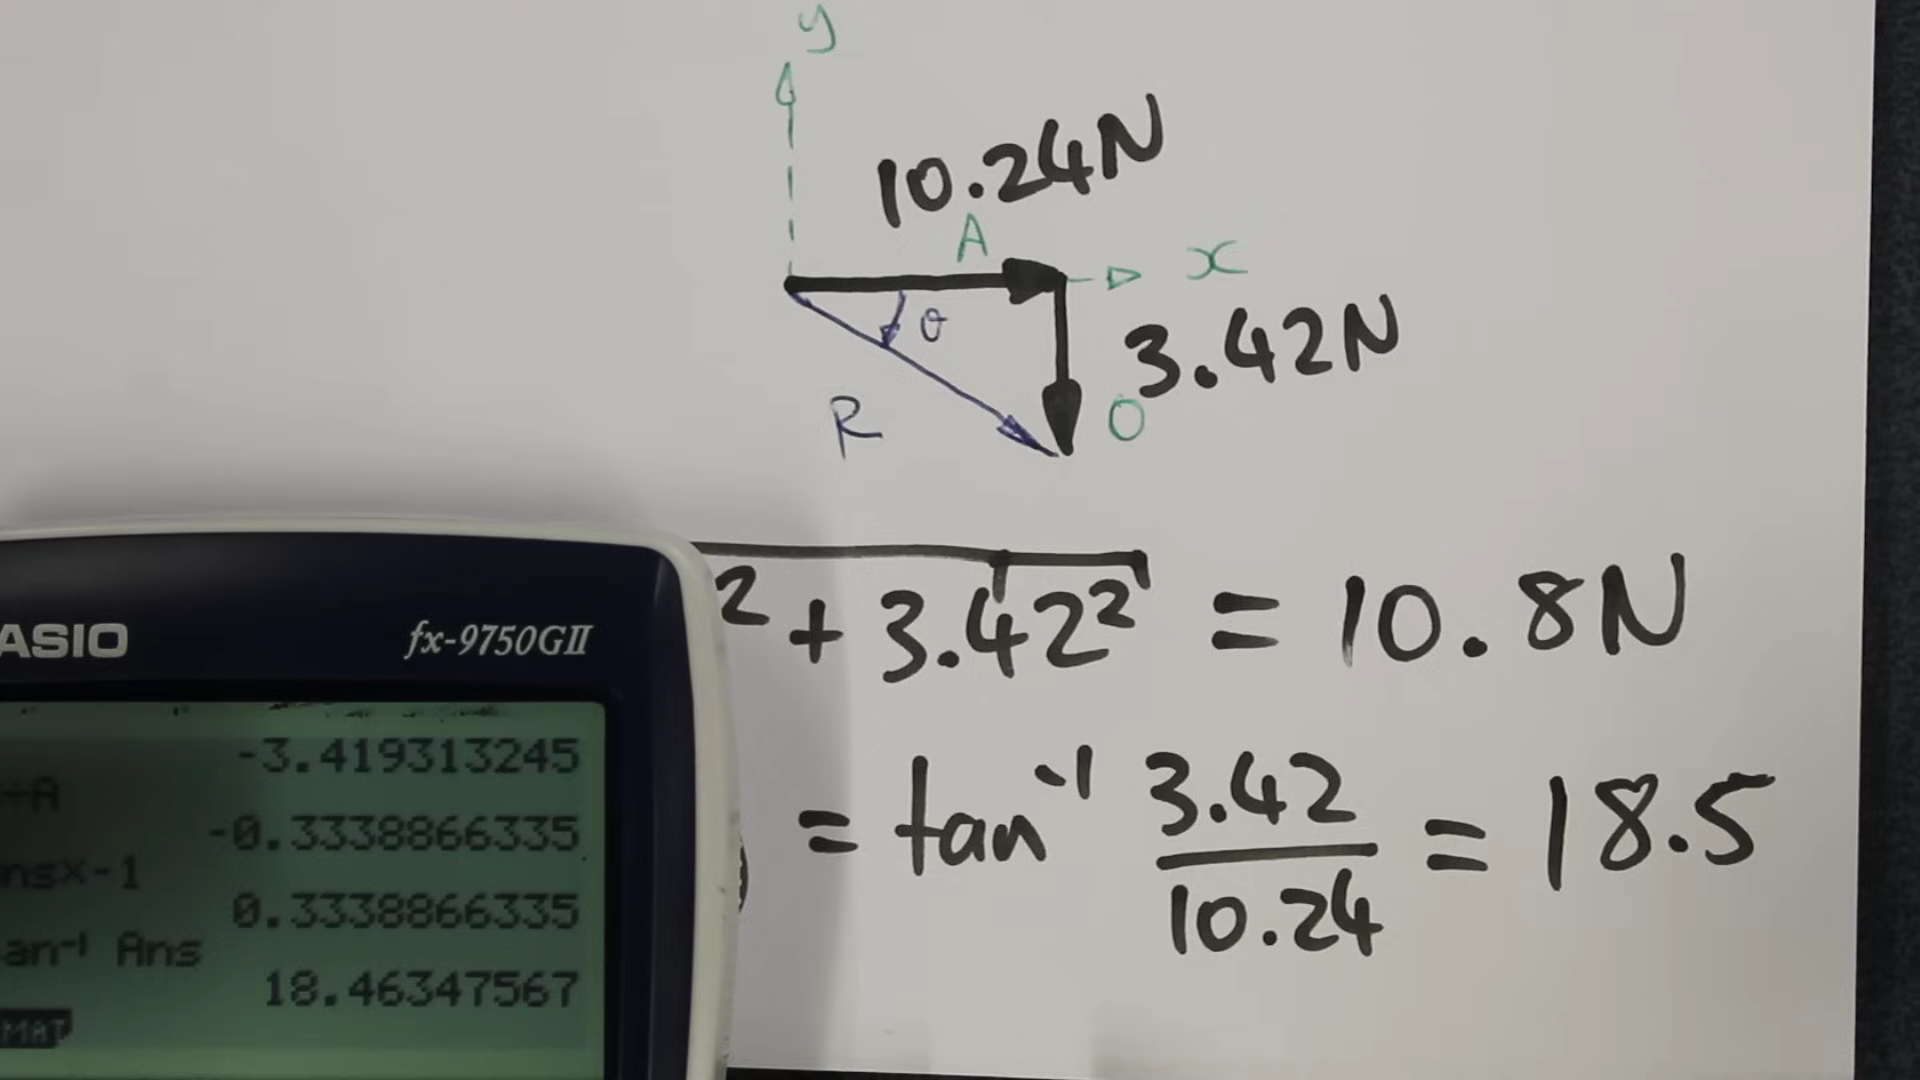 y
10.24N
A
x
θ
3.42N
R
O
² + 3.42² = 10.8N
ASIO fx-9750GII
-3.419313245
÷A
-0.3338866335
ns×-1
0.3338866335
an⁻¹ Ans
18.46347567
MAT
= tan⁻¹ 3.42/10.24 = 18.5